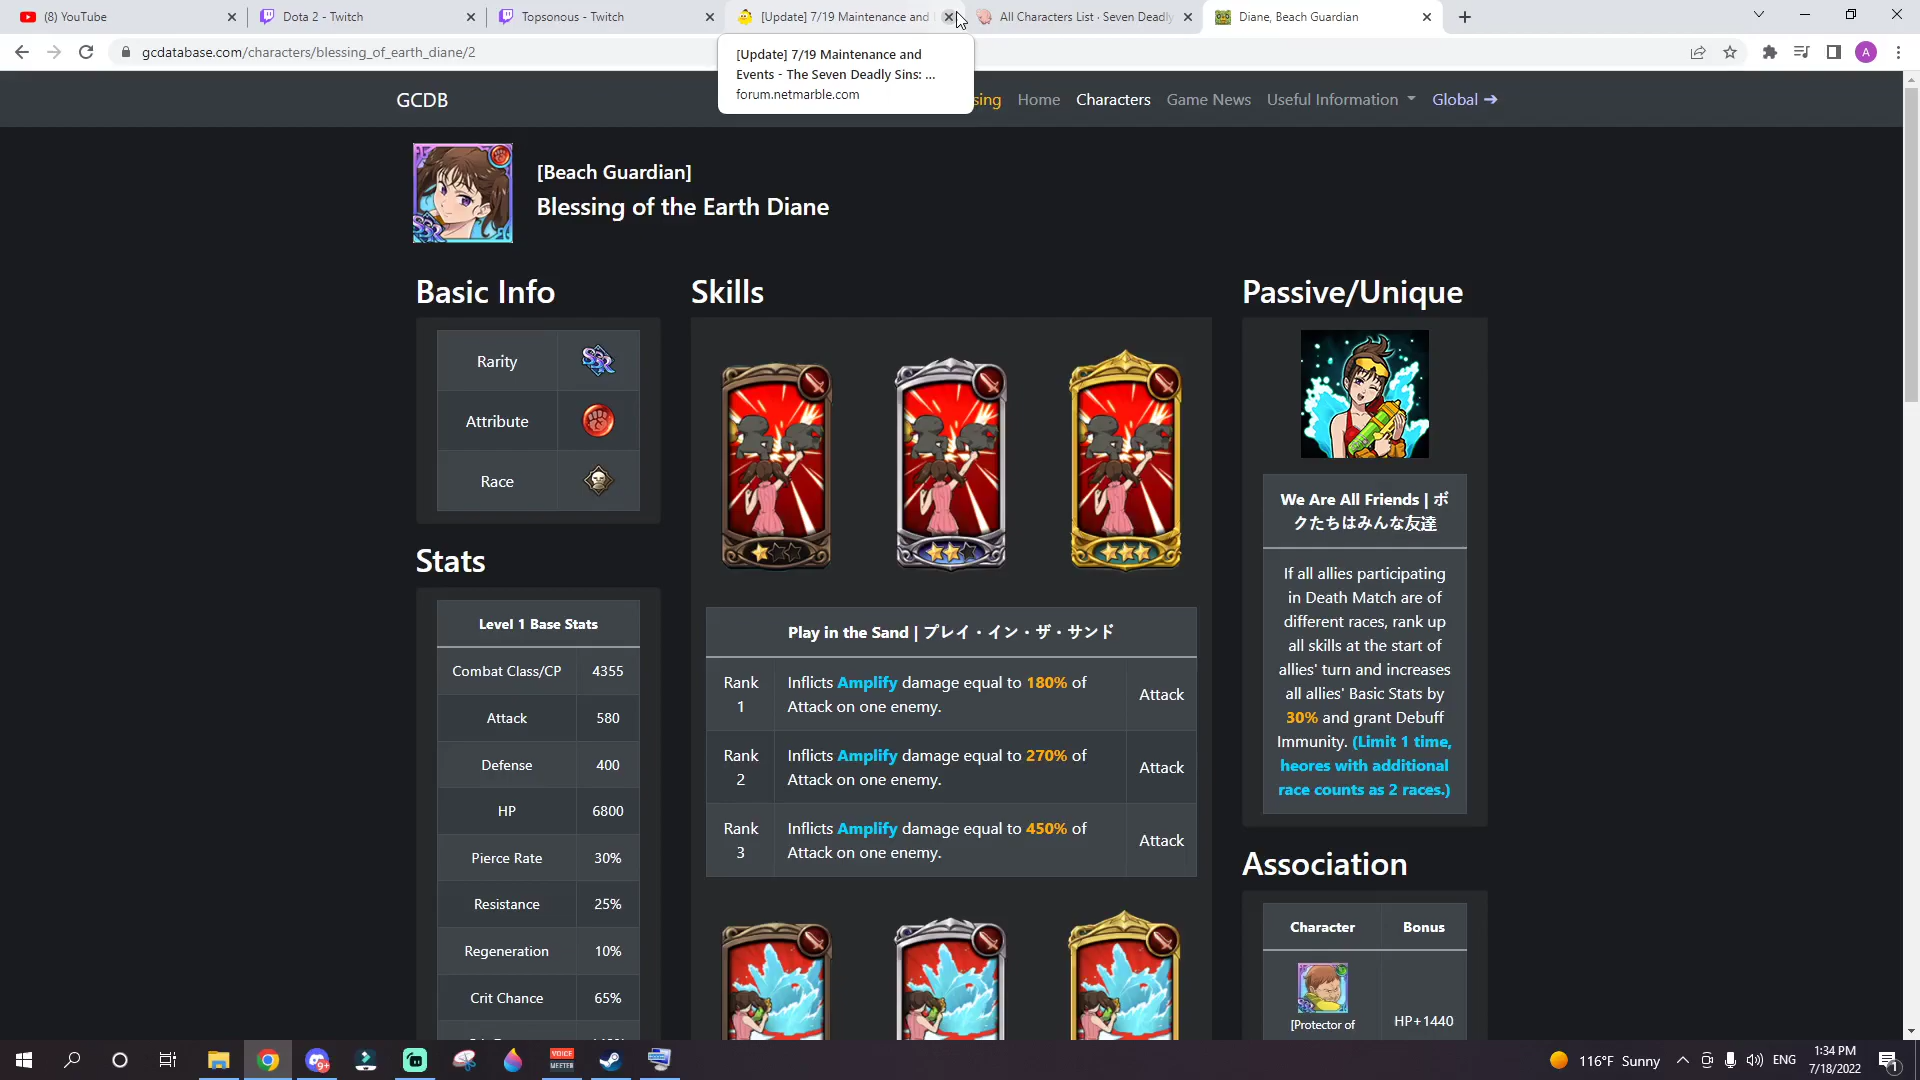 (8) YouTube
Dota 2 - Twitch
Topsonous - Twitch
[Update] 7/19 Maintenance and
All Characters List · Seven Deadly
Diane, Beach Guardian
gcdatabase.com/characters/blessing_of_earth_diane/2
A
[Update] 7/19 Maintenance and
Events - The Seven Deadly Sins: ...
forum.netmarble.com
GCDB
sing
Home
Characters
Game News
Useful Information
Global
[Beach Guardian]
Blessing of the Earth Diane
Basic Info
Rarity
SSR
Attribute
Race
Stats
Level 1 Base Stats
Combat Class/CP 4355
Attack 580
Defense 400
HP 6800
Pierce Rate 30%
Resistance 25%
Regeneration 10%
Crit Chance 65%
Skills
Play in the Sand | プレイ・イン・ザ・サンド
Rank
1
Inflicts Amplify damage equal to 180% of
Attack on one enemy.
Attack
Rank
2
Inflicts Amplify damage equal to 270% of
Attack on one enemy.
Attack
Rank
3
Inflicts Amplify damage equal to 450% of
Attack on one enemy.
Attack
Passive/Unique
We Are All Friends | ボ
クたちはみんな友達
If all allies participating
in Death Match are of
different races, rank up
all skills at the start of
allies' turn and increases
all allies' Basic Stats by
30% and grant Debuff
Immunity. (Limit 1 time,
heores with additional
race counts as 2 races.)
Association
Character
Bonus
[Protector of
HP+1440
9+
VOICE
MEETER
116°F Sunny
ENG
1:34 PM
7/18/2022
1